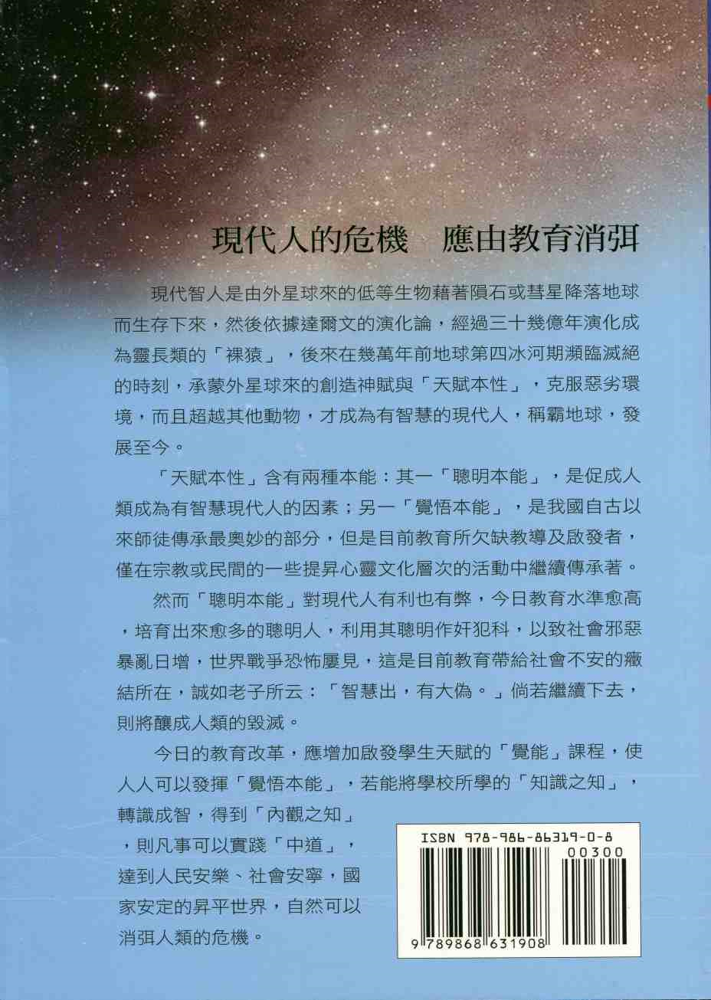 現代人的危機　應由教育消弭
現代智人是由外星球來的低等生物藉著隕石或彗星降落地球
而生存下來，然後依據達爾文的演化論，經過三十幾億年演化成
為靈長類的「裸猿」，後來在幾萬年前地球第四冰河期瀕臨滅絕
的時刻，承蒙外星球來的創造神賦與「天賦本性」，克服惡劣環
境，而且超越其他動物，才成為有智慧的現代人，稱霸地球，發
展至今。
「天賦本性」含有兩種本能：其一「聰明本能」，是促成人
類成為有智慧現代人的因素；另一「覺悟本能」，是我國自古以
來師徒傳承最奧妙的部分，但是目前教育所欠缺教導及啟發者，
僅在宗教或民間的一些提昇心靈文化層次的活動中繼續傳承著。
然而「聰明本能」對現代人有利也有弊，今日教育水準愈高
，培育出來愈多的聰明人，利用其聰明作奸犯科，以致社會邪惡
暴亂日增，世界戰爭恐怖屢見，這是目前教育帶給社會不安的癥
結所在，誠如老子所云：「智慧出，有大偽。」倘若繼續下去，
則將釀成人類的毀滅。
今日的教育改革，應增加啟發學生天賦的「覺能」課程，使
人人可以發揮「覺悟本能」，若能將學校所學的「知識之知」，
轉識成智，得到「內觀之知」
，則凡事可以實踐「中道」，
達到人民安樂、社會安寧，國
家安定的昇平世界，自然可以
消弭人類的危機。
ISBN 978-986-86319-0-8
00300
9 789868 631908